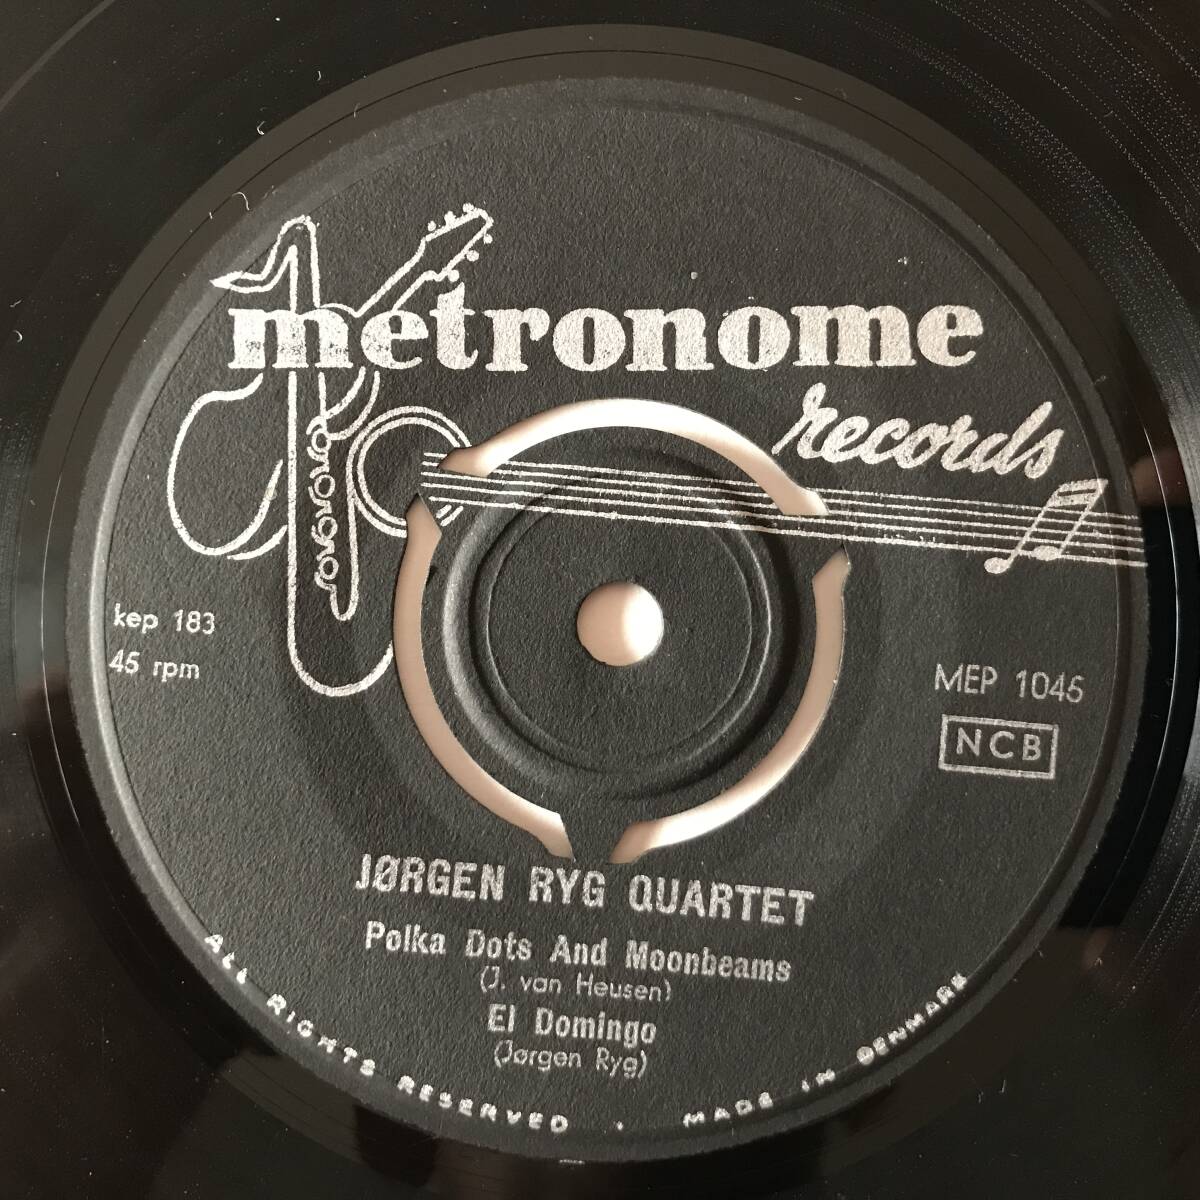 metronome
records
kep 183
45 rpm
MEP 1045
NCB
JØRGEN RYG QUARTET
Polka Dots And Moonbeams
(J. van Heusen)
El Domingo
(Jørgen Ryg)
ALL RIGHTS RESERVED · MADE IN DENMARK